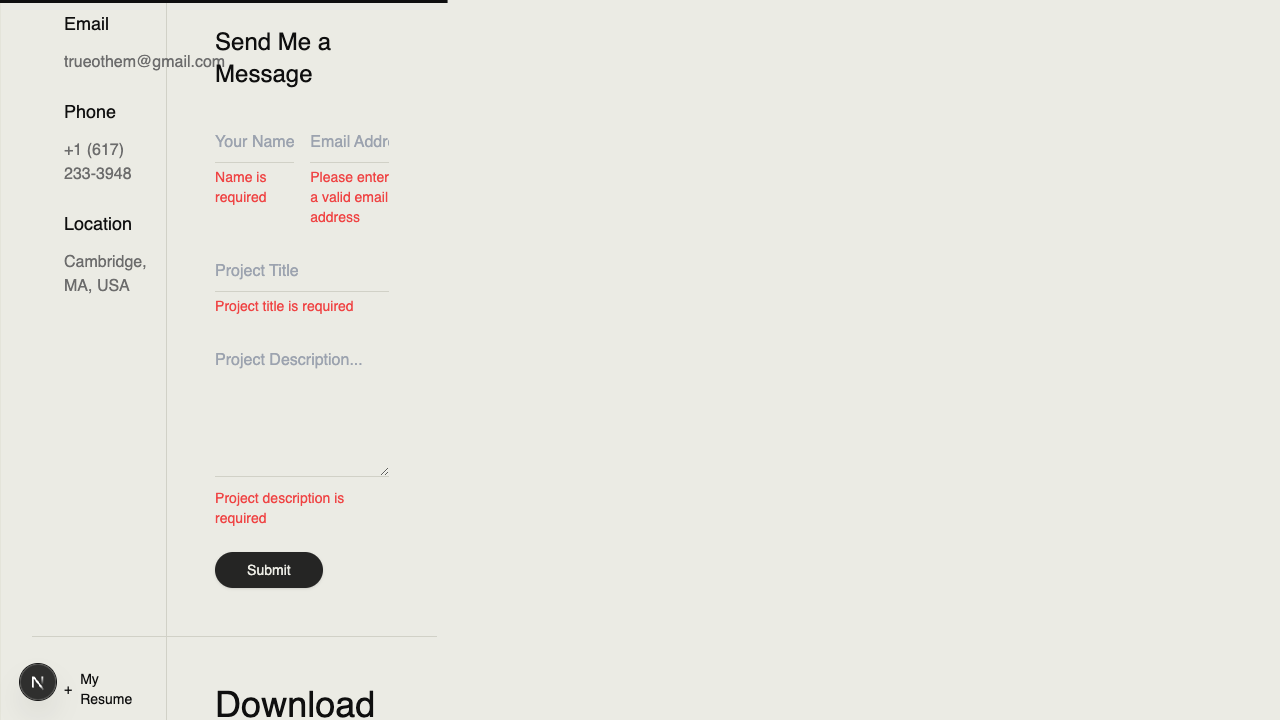 Email
trueothem@gmail.com
Phone
+1 (617)
233-3948
Location
Cambridge,
MA, USA
Send Me a
Message
Your Name
Email Addr
Name is
required
Please enter
a valid email
address
Project Title
Project title is required
Project Description...
Project description is
required
Submit
N
+ My
Resume
Download